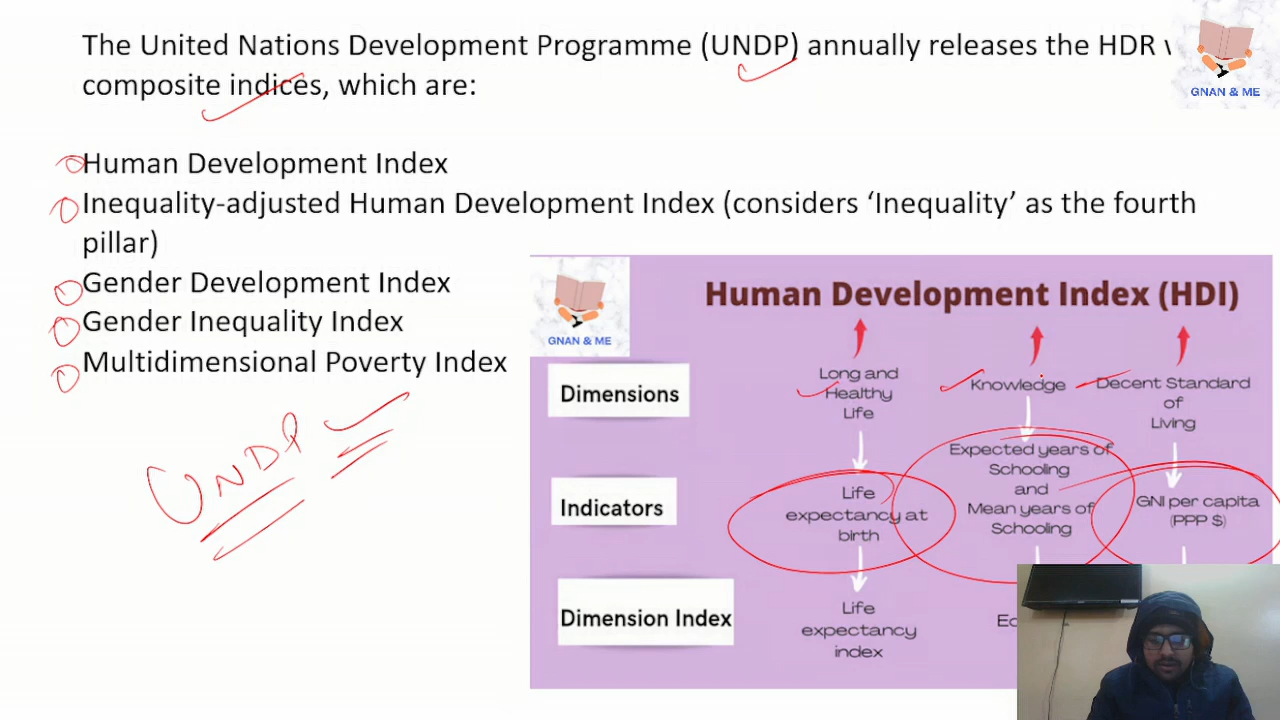 The United Nations Development Programme (UNDP) annually releases the HDR
composite indices, which are:
GNAN & ME
Human Development Index
Inequality-adjusted Human Development Index (considers ‘Inequality’ as the fourth
pillar)
Gender Development Index
Gender Inequality Index
Multidimensional Poverty Index
UNDP
GNAN & ME
Human Development Index (HDI)
Dimensions
Long and
Healthy
Life
Knowledge
Decent Standard
of
Living
Indicators
Life
expectancy at
birth
Expected years of
Schooling
and
Mean years of
Schooling
GNI per capita
(PPP $)
Dimension Index
Life
expectancy
index